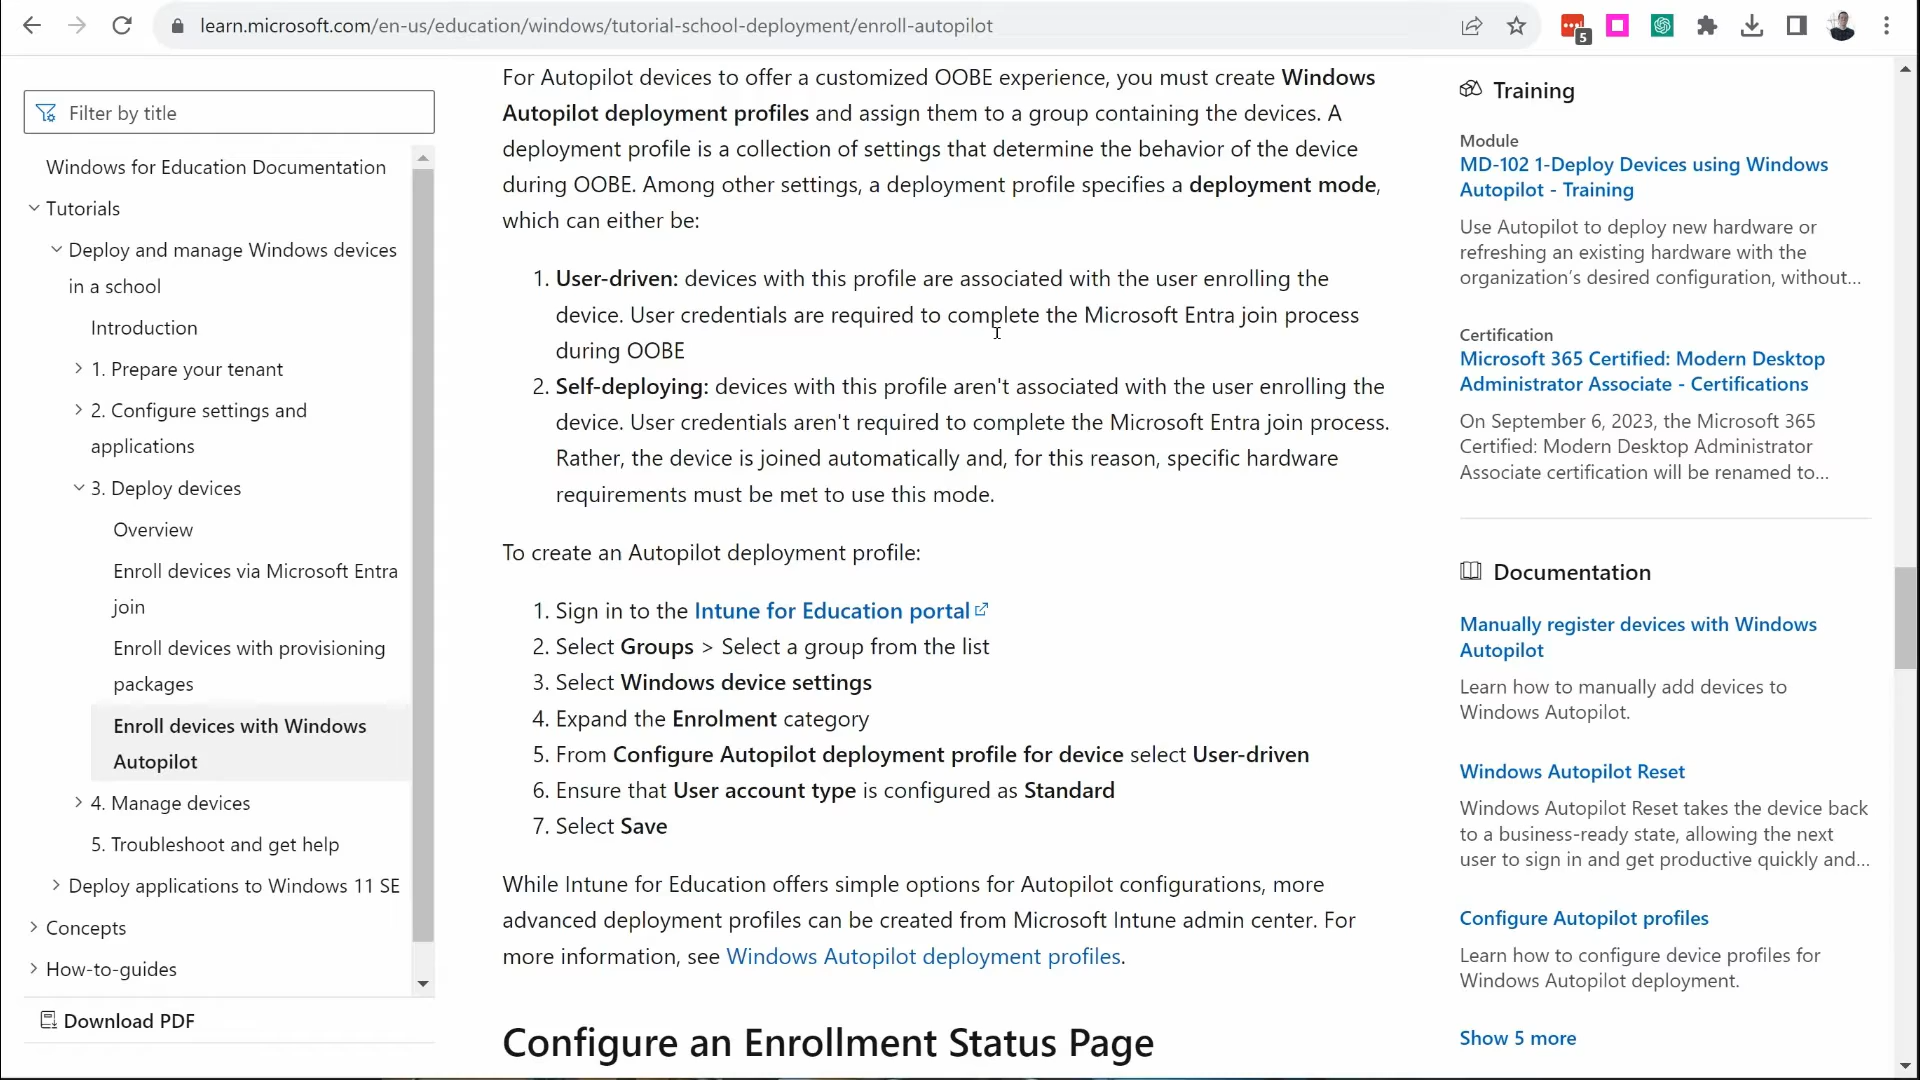 learn.microsoft.com/en-us/education/windows/tutorial-school-deployment/enroll-autopilot
5
Filter by title
Windows for Education Documentation
Tutorials
Deploy and manage Windows devices
in a school
Introduction
1. Prepare your tenant
2. Configure settings and
applications
3. Deploy devices
Overview
Enroll devices via Microsoft Entra
join
Enroll devices with provisioning
packages
Enroll devices with Windows
Autopilot
4. Manage devices
5. Troubleshoot and get help
Deploy applications to Windows 11 SE
Concepts
How-to-guides
Download PDF
For Autopilot devices to offer a customized OOBE experience, you must create Windows
Autopilot deployment profiles and assign them to a group containing the devices. A
deployment profile is a collection of settings that determine the behavior of the device
during OOBE. Among other settings, a deployment profile specifies a deployment mode,
which can either be:
1. User-driven: devices with this profile are associated with the user enrolling the
device. User credentials are required to complete the Microsoft Entra join process
during OOBE
2. Self-deploying: devices with this profile aren't associated with the user enrolling the
device. User credentials aren't required to complete the Microsoft Entra join process.
Rather, the device is joined automatically and, for this reason, specific hardware
requirements must be met to use this mode.
To create an Autopilot deployment profile:
1. Sign in to the Intune for Education portal
2. Select Groups > Select a group from the list
3. Select Windows device settings
4. Expand the Enrolment category
5. From Configure Autopilot deployment profile for device select User-driven
6. Ensure that User account type is configured as Standard
7. Select Save
While Intune for Education offers simple options for Autopilot configurations, more
advanced deployment profiles can be created from Microsoft Intune admin center. For
more information, see Windows Autopilot deployment profiles.
Configure an Enrollment Status Page
Training
Module
MD-102 1-Deploy Devices using Windows
Autopilot - Training
Use Autopilot to deploy new hardware or
refreshing an existing hardware with the
organization's desired configuration, without...
Certification
Microsoft 365 Certified: Modern Desktop
Administrator Associate - Certifications
On September 6, 2023, the Microsoft 365
Certified: Modern Desktop Administrator
Associate certification will be renamed to...
Documentation
Manually register devices with Windows
Autopilot
Learn how to manually add devices to
Windows Autopilot.
Windows Autopilot Reset
Windows Autopilot Reset takes the device back
to a business-ready state, allowing the next
user to sign in and get productive quickly and...
Configure Autopilot profiles
Learn how to configure device profiles for
Windows Autopilot deployment.
Show 5 more